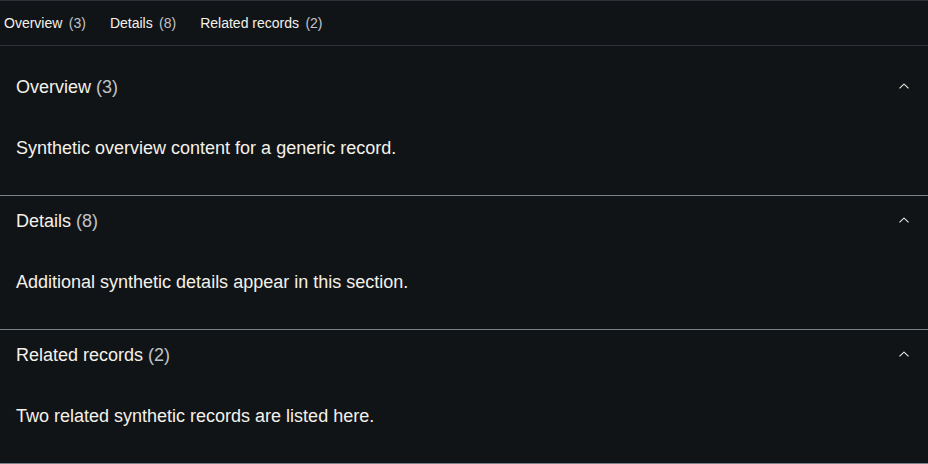 Overview (3) Details (8) Related records (2)
Overview (3)
Synthetic overview content for a generic record.
Details (8)
Additional synthetic details appear in this section.
Related records (2)
Two related synthetic records are listed here.